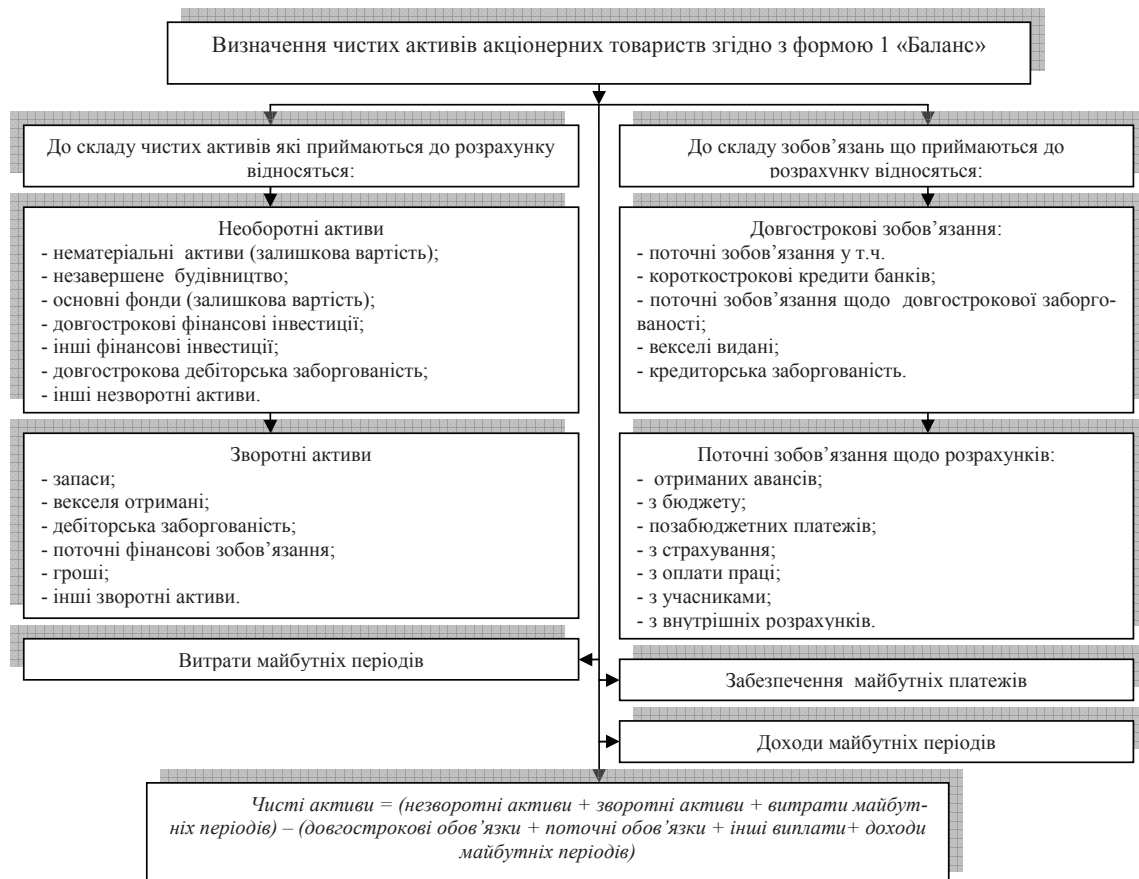 Визначення чистих активів акціонерних товариств згідно з формою 1 «Баланс»
До складу чистих активів які приймаються до розрахунку
відносяться:
Необоротні активи
- нематеріальні активи (залишкова вартість);
- незавершене будівництво;
- основні фонди (залишкова вартість);
- довгострокові фінансові інвестиції;
- інші фінансові інвестиції;
- довгострокова дебіторська заборгованість;
- інші незворотні активи.
Зворотні активи
- запаси;
- векселя отримані;
- дебіторська заборгованість;
- поточні фінансові зобов’язання;
- гроші;
- інші зворотні активи.
Витрати майбутніх періодів
До складу зобов’язань що приймаються до
розрахунку відносяться:
Довгострокові зобов’язання:
- поточні зобов’язання у т.ч.
- короткострокові кредити банків;
- поточні зобов’язання щодо довгострокової заборго-
ваності;
- векселі видані;
- кредиторська заборгованість.
Поточні зобов’язання щодо розрахунків:
- отриманих авансів;
- з бюджету;
- позабюджетних платежів;
- з страхування;
- з оплати праці;
- з учасниками;
- з внутрішніх розрахунків.
Забезпечення майбутніх платежів
Доходи майбутніх періодів
Чисті активи = (незворотні активи + зворотні активи + витрати майбут-
ніх періодів) – (довгострокові обов’язки + поточні обов’язки + інші виплати+ доходи
майбутніх періодів)